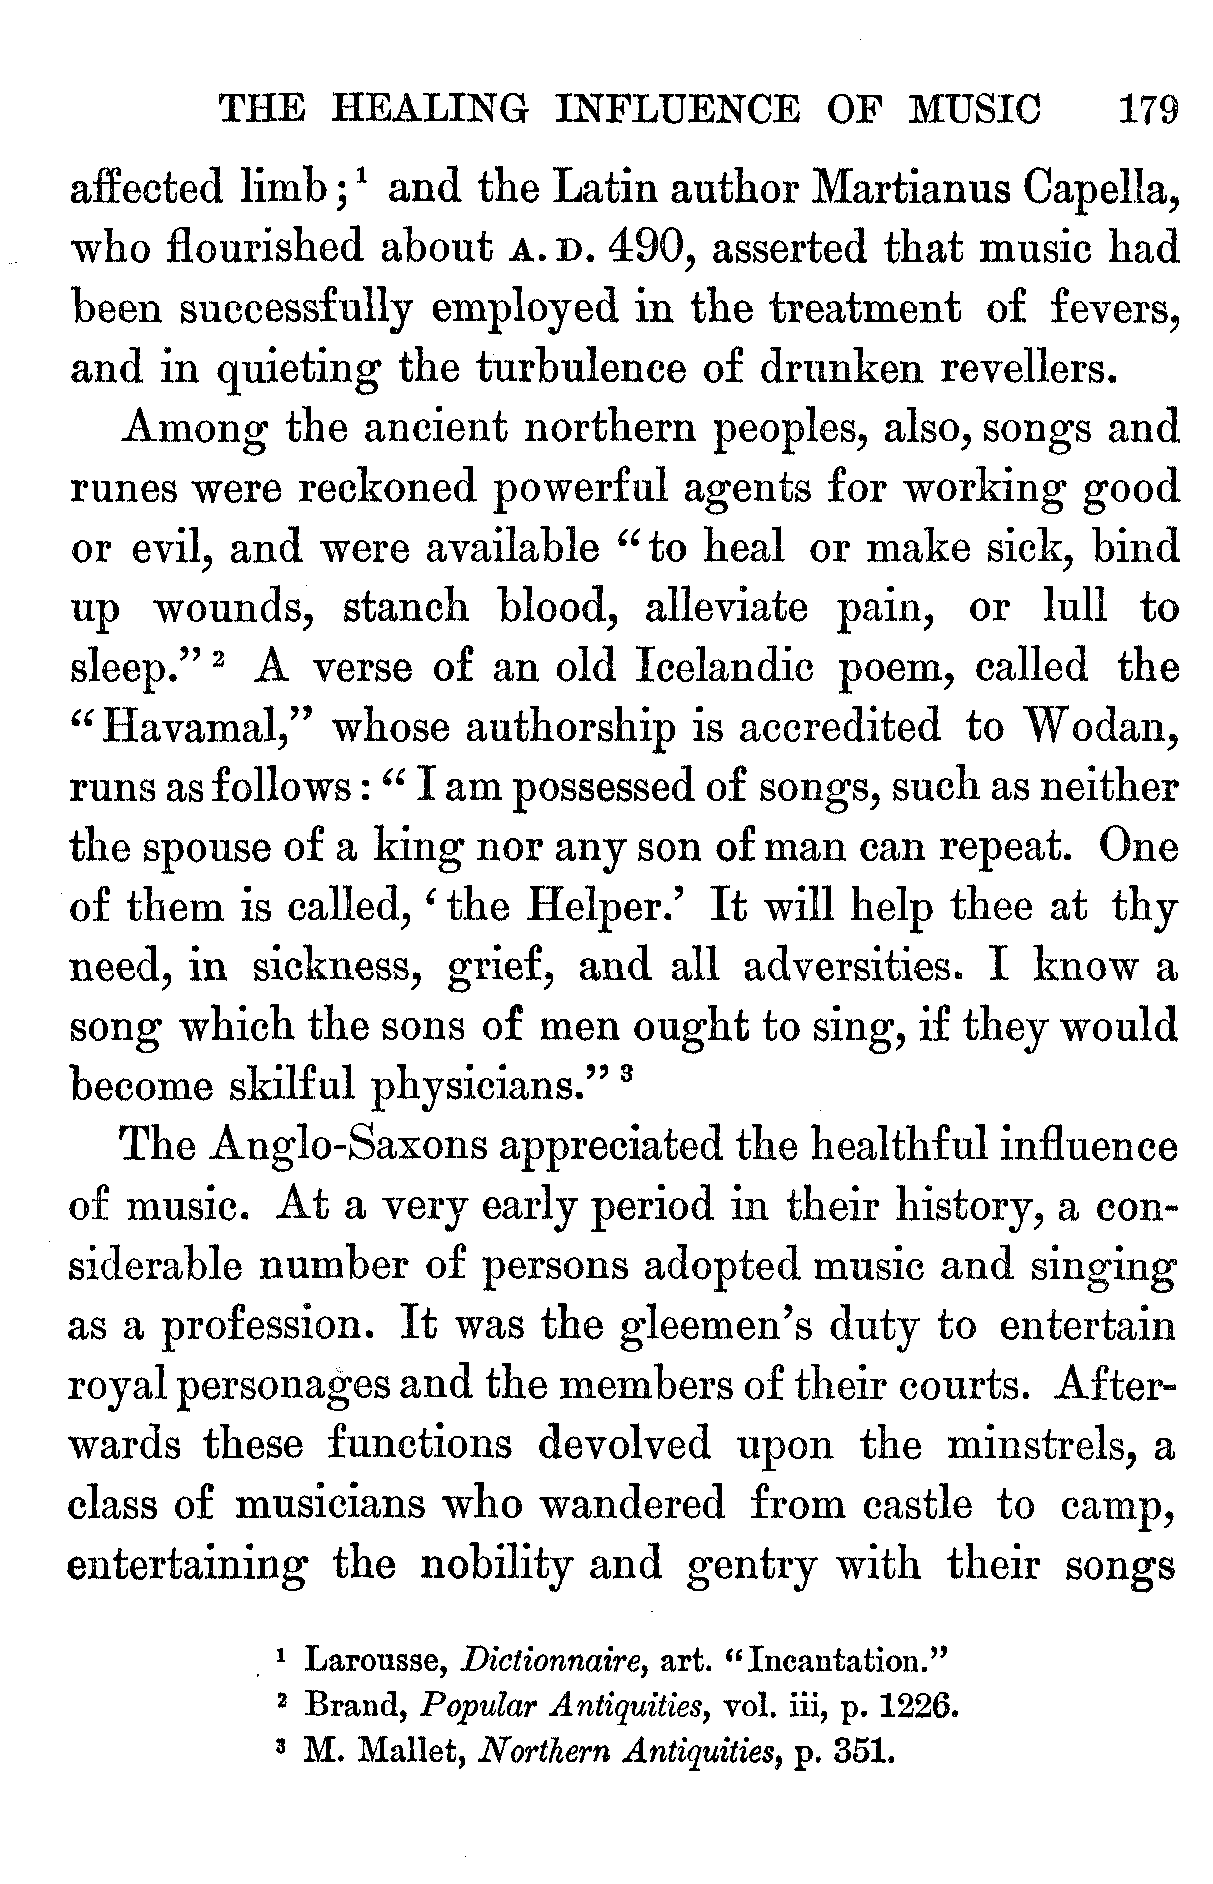 THE HEALING INFLUENCE OF MUSIC 179
affected limb;¹ and the Latin author Martianus Capella,
who flourished about A.D. 490, asserted that music had
been successfully employed in the treatment of fevers,
and in quieting the turbulence of drunken revellers.
Among the ancient northern peoples, also, songs and
runes were reckoned powerful agents for working good
or evil, and were available “to heal or make sick, bind
up wounds, stanch blood, alleviate pain, or lull to
sleep.”² A verse of an old Icelandic poem, called the
“Havamal,” whose authorship is accredited to Wodan,
runs as follows: “I am possessed of songs, such as neither
the spouse of a king nor any son of man can repeat. One
of them is called, ‘the Helper.’ It will help thee at thy
need, in sickness, grief, and all adversities. I know a
song which the sons of men ought to sing, if they would
become skilful physicians.”³
The Anglo-Saxons appreciated the healthful influence
of music. At a very early period in their history, a con-
siderable number of persons adopted music and singing
as a profession. It was the gleemen’s duty to entertain
royal personages and the members of their courts. After-
wards these functions devolved upon the minstrels, a
class of musicians who wandered from castle to camp,
entertaining the nobility and gentry with their songs
¹ Larousse, Dictionnaire, art. “Incantation.”
² Brand, Popular Antiquities, vol. iii, p. 1226.
³ M. Mallet, Northern Antiquities, p. 351.